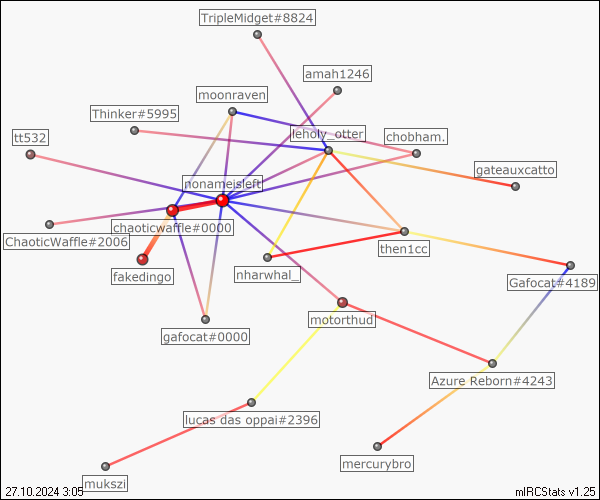 TripleMidget#8824
amah1246
moonraven
Thinker#5995
leholy_otter
chobham.
tt532
gateauxcatto
nonameisleft
chaoticwaffle#0000
ChaoticWaffle#2006
then1cc
fakedingo
nharwhal_
Gafocat#4189
motorthud
gafocat#0000
Azure Reborn#4243
lucas das oppai#2396
mercurybro
mukszi
27.10.2024 3:05
mIRCStats v1.25